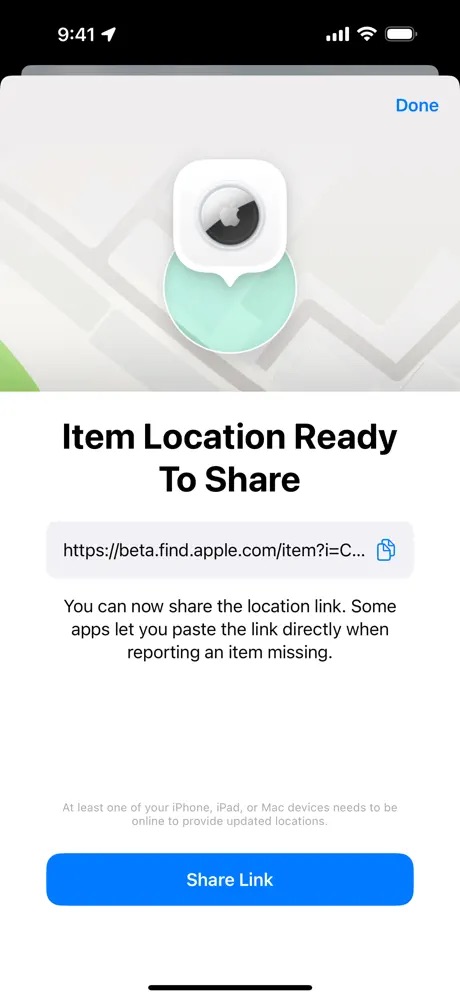 9:41
Done
Item Location Ready
To Share
https://beta.find.apple.com/item?i=C...
You can now share the location link. Some
apps let you paste the link directly when
reporting an item missing.
At least one of your iPhone, iPad, or Mac devices needs to be
online to provide updated locations.
Share Link